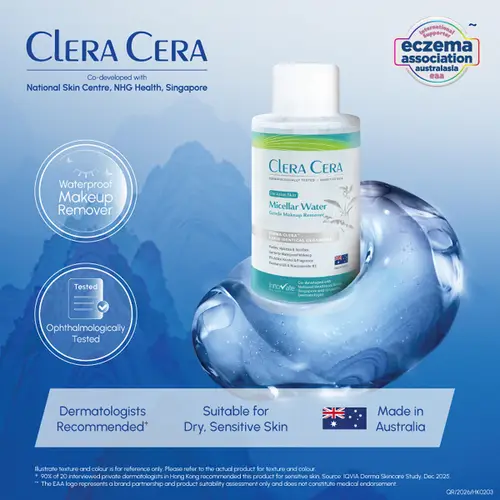 CLERA CERA
Co-developed with
National Skin Centre, NHG Health, Singapore
international
supporter
eczema
association
australasia
eaa
~
Waterproof
Makeup
Remover
CLERA CERA
Micellar Water
Gentle Makeup Remover
Tested
Ophthalmologically
Tested
Dermatologists
Recommended^
Suitable for
Dry, Sensitive Skin
Made in
Australia
Illustrate texture and colour is for reference only. Please refer to the actual product for texture and colour.
^ 90% of 20 interviewed private dermatologists in Hong Kong recommended this product for sensitive skin. Source: IQVIA Derma Skincare Study, Dec 2025.
~ The EAA logo represents a brand partnership and product suitability assessment only and does not constitute medical endorsement.
QR/2026/HK0203